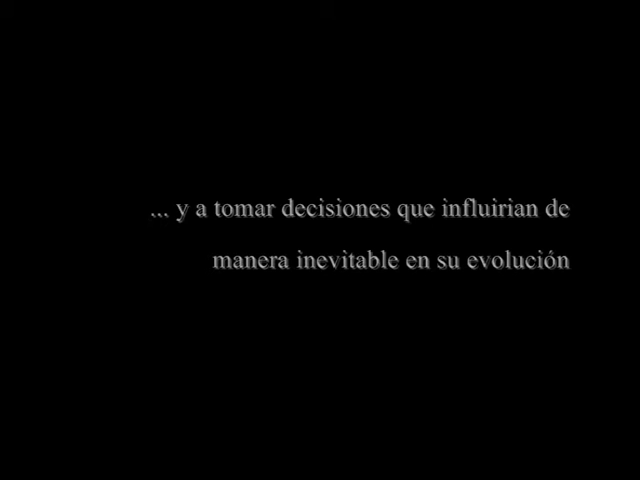 ... y a tomar decisiones que influirian de
manera inevitable en su evolución